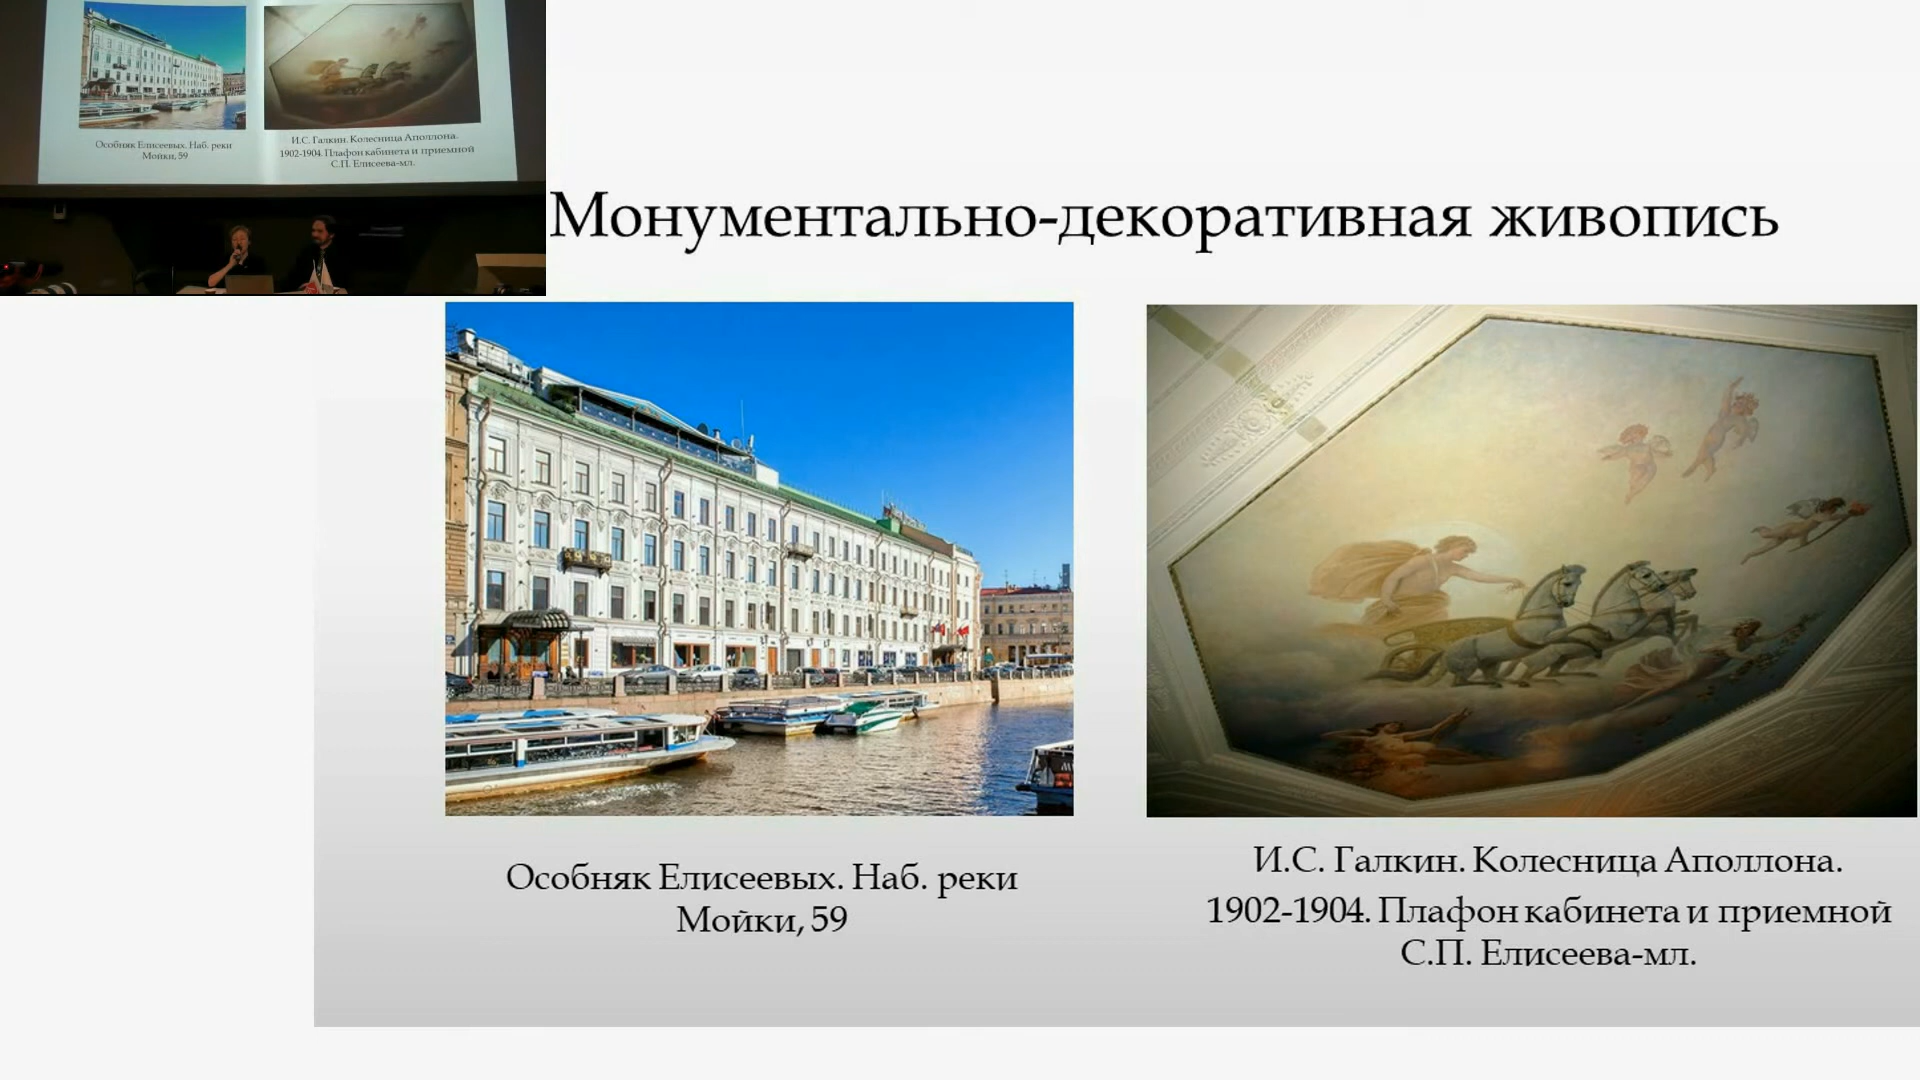 Особняк Елисеевых. Наб. реки
Мойки, 59
И.С. Галкин. Колесница Аполлона.
1902-1904. Плафон кабинета и приемной
С.П. Елисеева-мл.
Монументально-декоративная живопись
Особняк Елисеевых. Наб. реки
Мойки, 59
И.С. Галкин. Колесница Аполлона.
1902-1904. Плафон кабинета и приемной
С.П. Елисеева-мл.